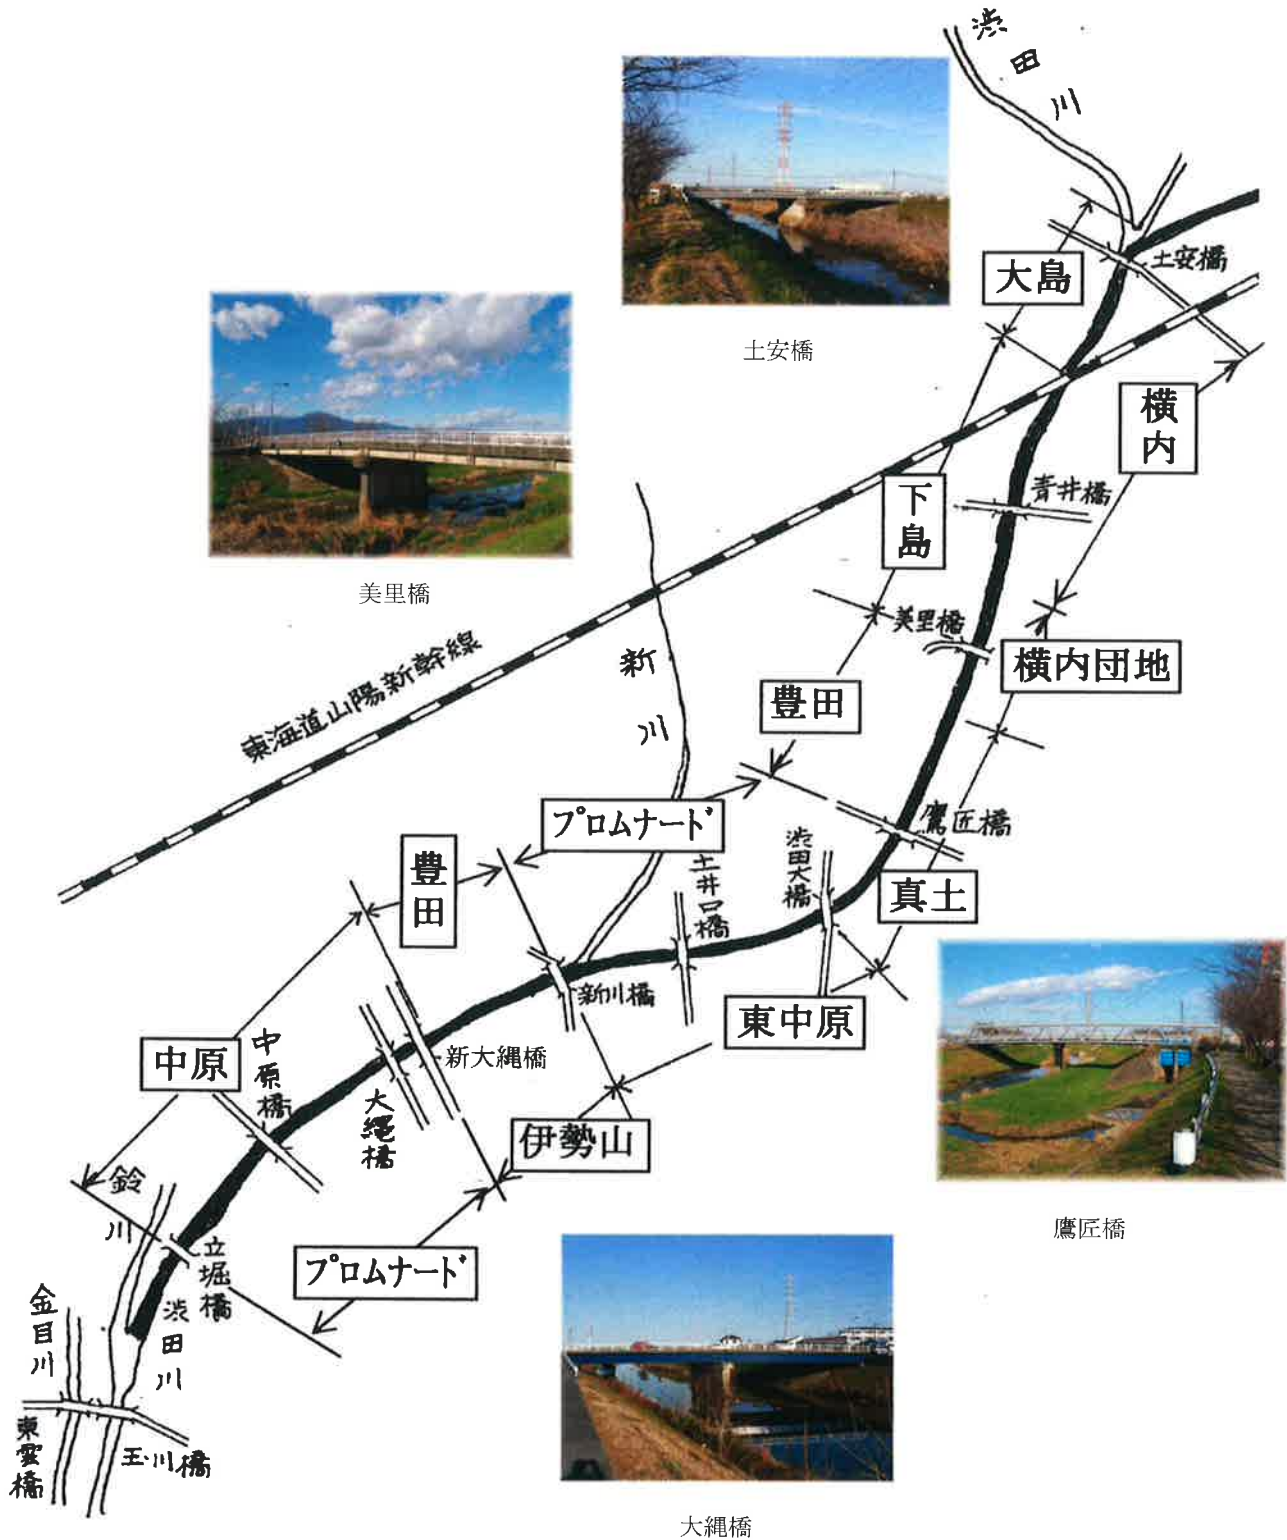 渋田川
土安橋
大島
土安橋
横内
下島
青井橋
美里橋
美里橋
横内団地
東海道山陽新幹線
新川
豊田
プロムナード
鷹匠橋
渋田大橋
土井口橋
豊田
真土
新川橋
東中原
中原
中原橋
新大縄橋
大縄橋
伊勢山
鷹匠橋
鈴川
立堀橋
プロムナード
金目川
渋田川
東雲橋
玉川橋
大縄橋